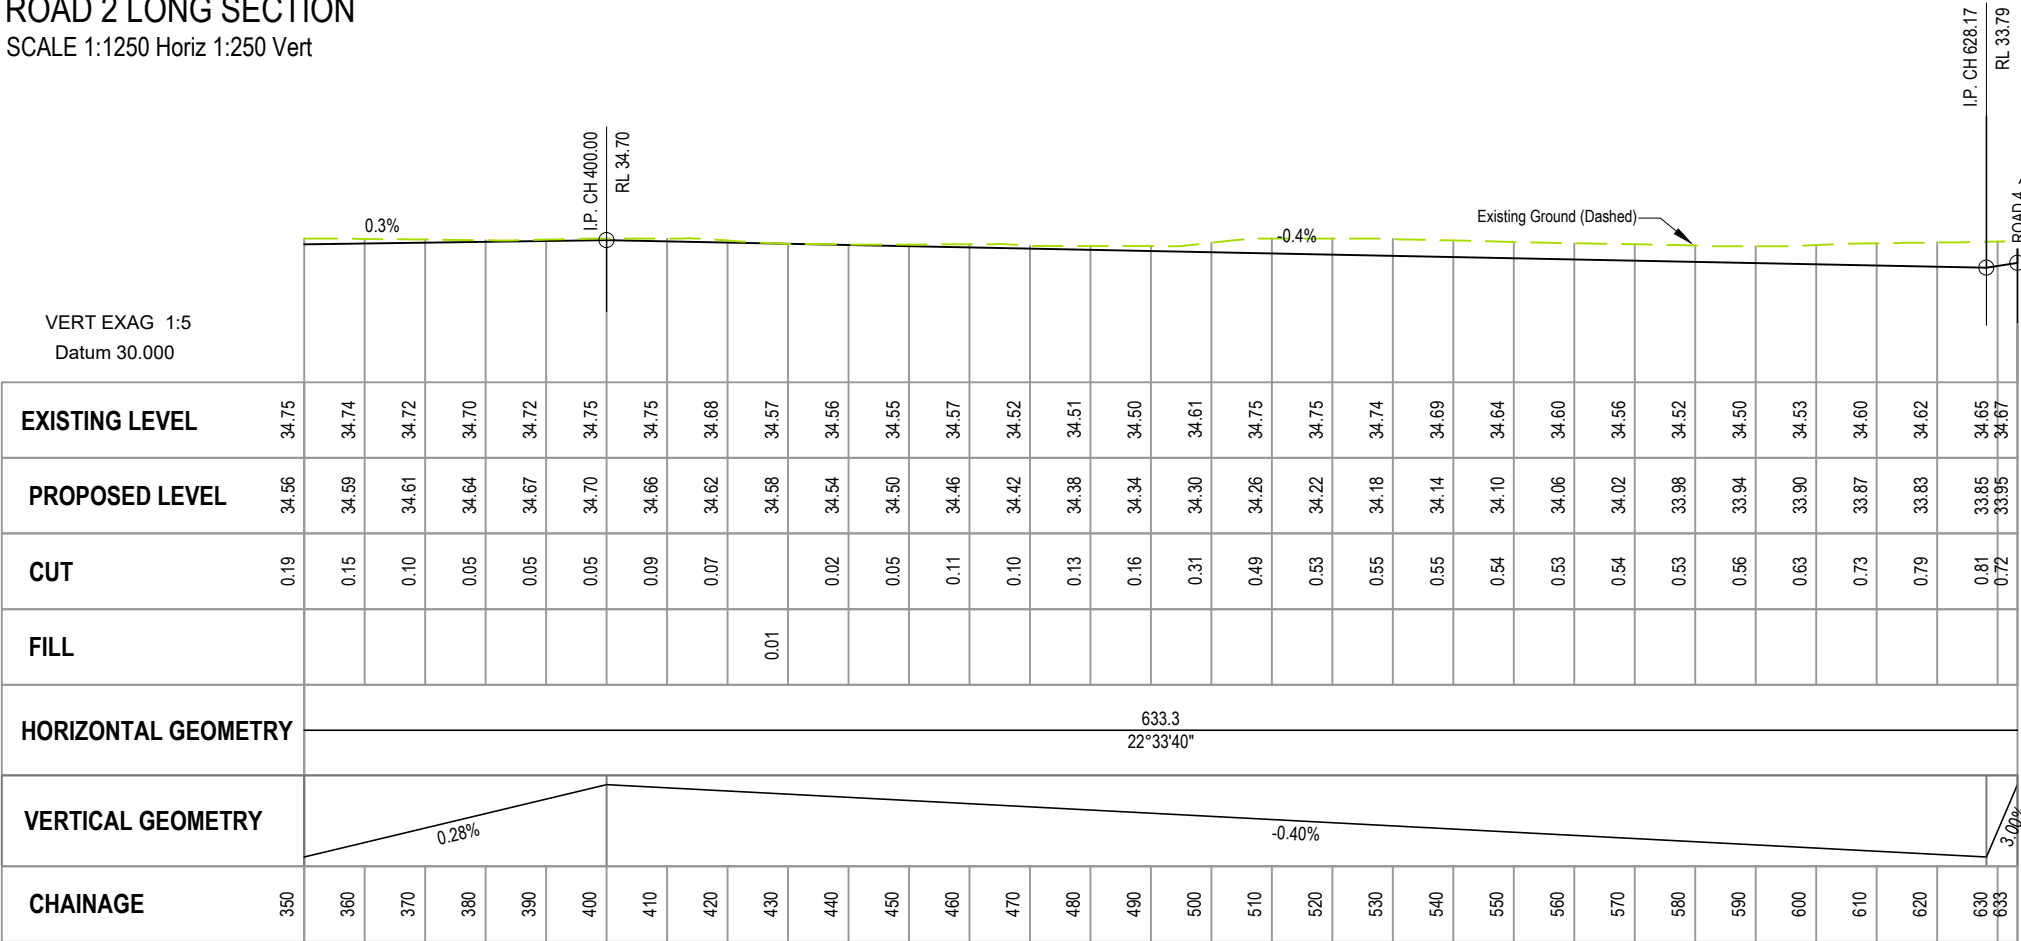 ROAD 2 LONG SECTION
SCALE 1:1250 Horiz 1:250 Vert
I.P. CH 628.17
RL 33.79
I.P. CH 400.00
RL 34.70
ROAD 4
0.3%
-0.4%
Existing Ground (Dashed)
VERT EXAG 1:5
Datum 30.000
EXISTING LEVEL 34.75 34.74 34.72 34.70 34.72 34.75 34.75 34.68 34.57 34.56 34.55 34.57 34.52 34.51 34.50 34.61 34.75 34.75 34.74 34.69 34.64 34.60 34.56 34.52 34.50 34.53 34.60 34.62 34.65 34.67
PROPOSED LEVEL 34.56 34.59 34.61 34.64 34.67 34.70 34.66 34.62 34.58 34.54 34.50 34.46 34.42 34.38 34.34 34.30 34.26 34.22 34.18 34.14 34.10 34.06 34.02 33.98 33.94 33.90 33.87 33.83 33.85 33.95
CUT 0.19 0.15 0.10 0.05 0.05 0.05 0.09 0.07 0.02 0.05 0.11 0.10 0.13 0.16 0.31 0.49 0.53 0.55 0.55 0.54 0.53 0.54 0.53 0.56 0.63 0.73 0.79 0.81 0.72
FILL 0.01
HORIZONTAL GEOMETRY 633.3
22°33'40"
VERTICAL GEOMETRY 0.28% -0.40% 3.00%
CHAINAGE 350 360 370 380 390 400 410 420 430 440 450 460 470 480 490 500 510 520 530 540 550 560 570 580 590 600 610 620 630 633